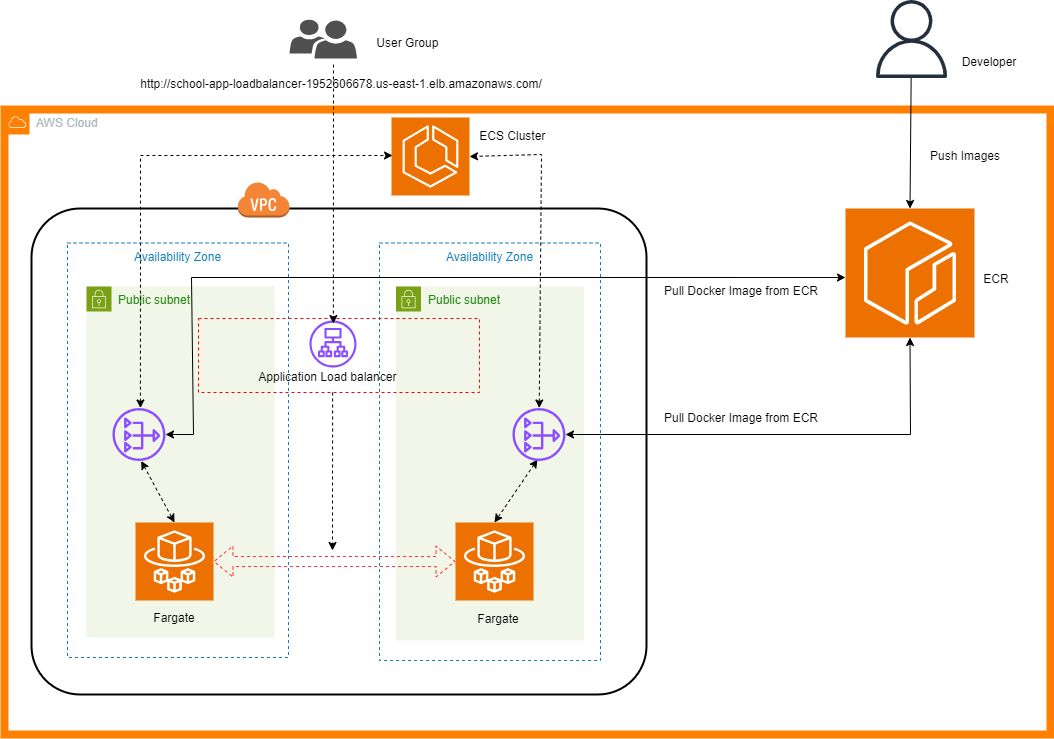 User Group
Developer
http://school-app-loadbalancer-1952606678.us-east-1.elb.amazonaws.com/
AWS Cloud
ECS Cluster
Push Images
VPC
Availability Zone
Availability Zone
Public subnet
Public subnet
Pull Docker Image from ECR
ECR
Application Load balancer
Pull Docker Image from ECR
Fargate
Fargate